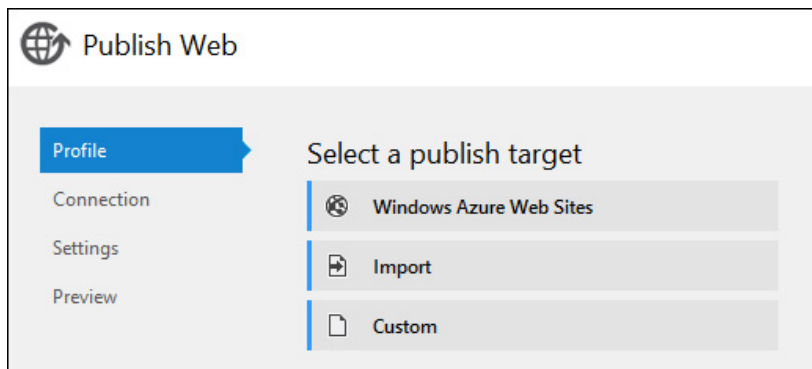 Publish Web
Profile
Connection
Settings
Preview
Select a publish target
Windows Azure Web Sites
Import
Custom